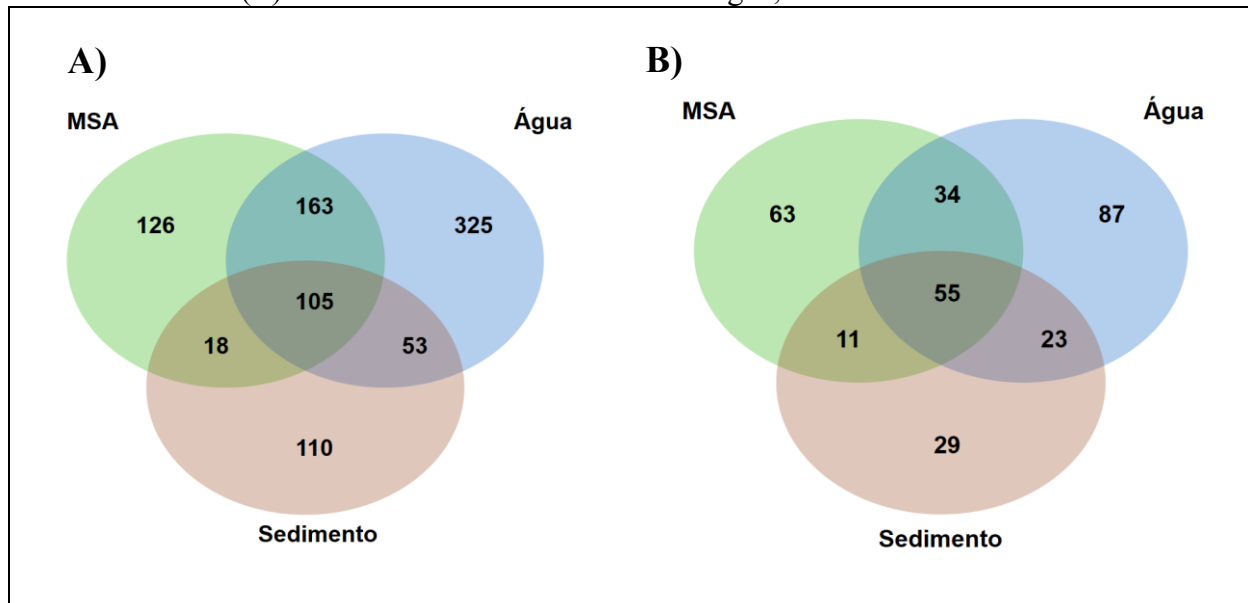 A)
MSA
Água
126
163
325
105
18
53
110
Sedimento
B)
MSA
Água
63
34
87
55
11
23
29
Sedimento